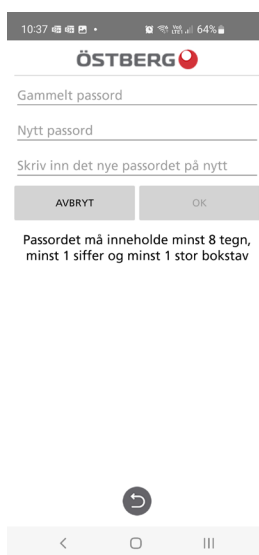 10:37 64%
ÖSTBERG
Gammelt passord
Nytt passord
Skriv inn det nye passordet på nytt
AVBRYT OK
Passordet må inneholde minst 8 tegn,
minst 1 siffer og minst 1 stor bokstav